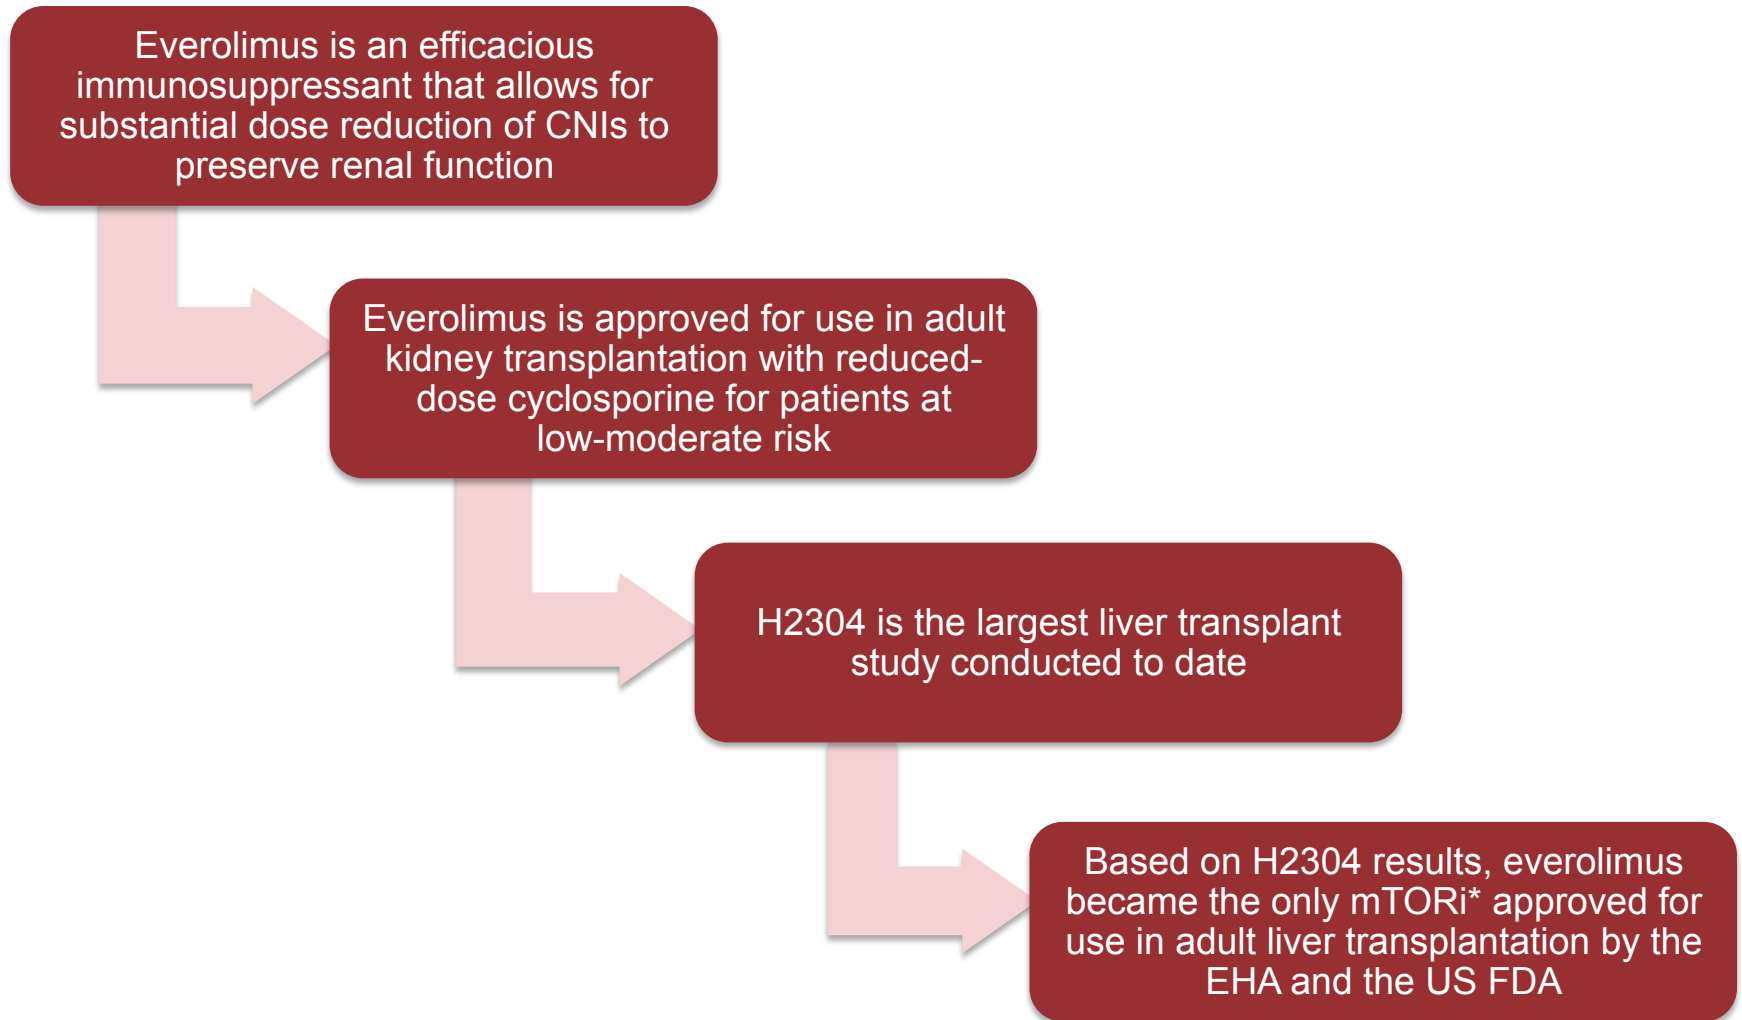 Everolimus is an efficacious
immunosuppressant that allows for
substantial dose reduction of CNIs to
preserve renal function
Everolimus is approved for use in adult
kidney transplantation with reduced-
dose cyclosporine for patients at
low-moderate risk
H2304 is the largest liver transplant
study conducted to date
Based on H2304 results, everolimus
became the only mTORi* approved for
use in adult liver transplantation by the
EHA and the US FDA